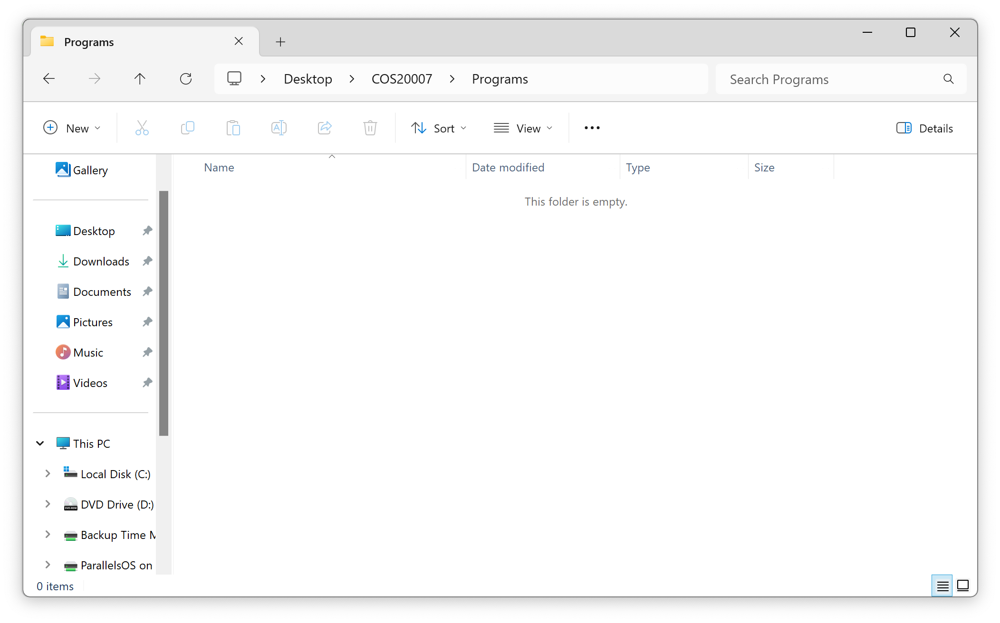 Programs
Desktop COS20007 Programs Search Programs
New Sort View Details
Name Date modified Type Size
This folder is empty.
Gallery
Desktop
Downloads
Documents
Pictures
Music
Videos
This PC
Local Disk (C:)
DVD Drive (D:)
Backup Time M
ParallelsOS on
0 items